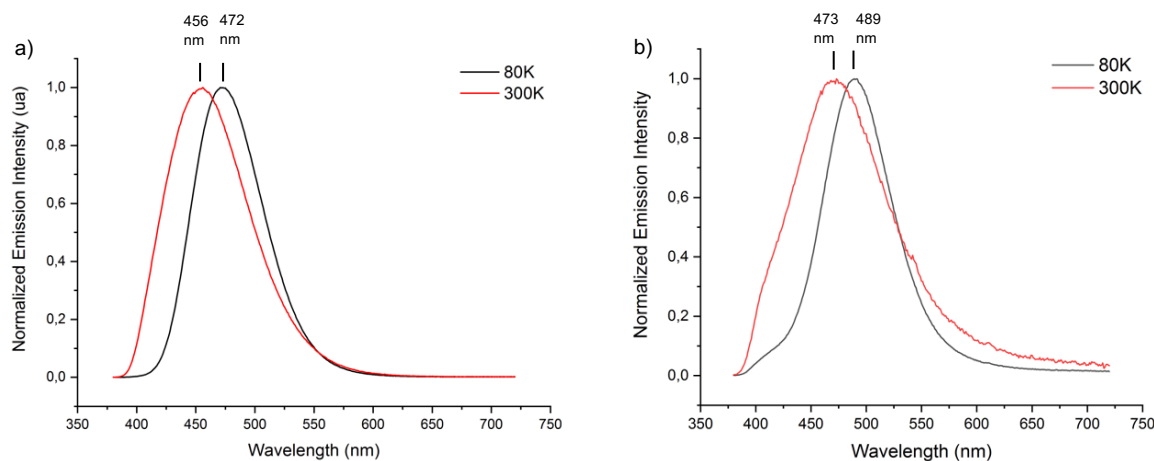 a)
456
nm
472
nm
80K
300K
Normalized Emission Intensity (ua)
1,0
0,8
0,6
0,4
0,2
0,0
350 400 450 500 550 600 650 700 750
Wavelength (nm)
b)
473
nm
489
nm
80K
300K
Normalized Emission Intensity
1,0
0,8
0,6
0,4
0,2
0,0
350 400 450 500 550 600 650 700 750
Wavelength (nm)